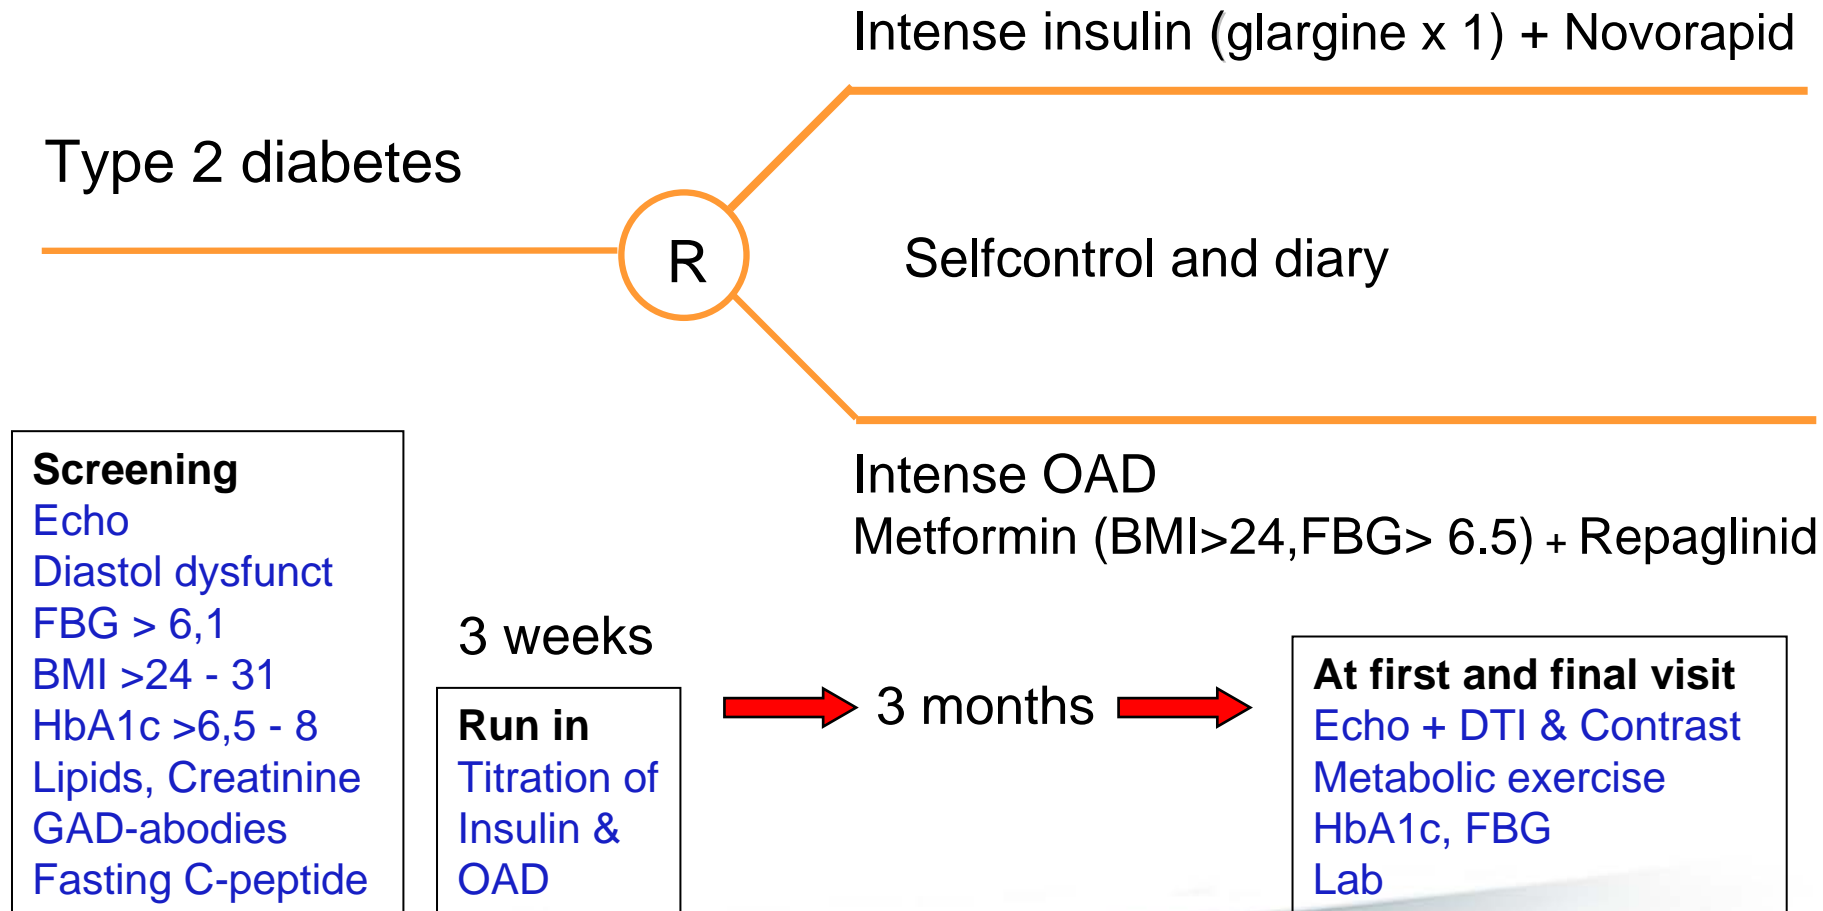 Intense insulin (glargine x 1) + Novorapid
Type 2 diabetes
R
Selfcontrol and diary
Intense OAD
Metformin (BMI>24,FBG> 6.5) + Repaglinid
Screening
Echo
Diastol dysfunct
FBG > 6,1
BMI >24 - 31
HbA1c >6,5 - 8
Lipids, Creatinine
GAD-abodies
Fasting C-peptide
3 weeks
Run in
Titration of
Insulin &
OAD
3 months
At first and final visit
Echo + DTI & Contrast
Metabolic exercise
HbA1c, FBG
Lab